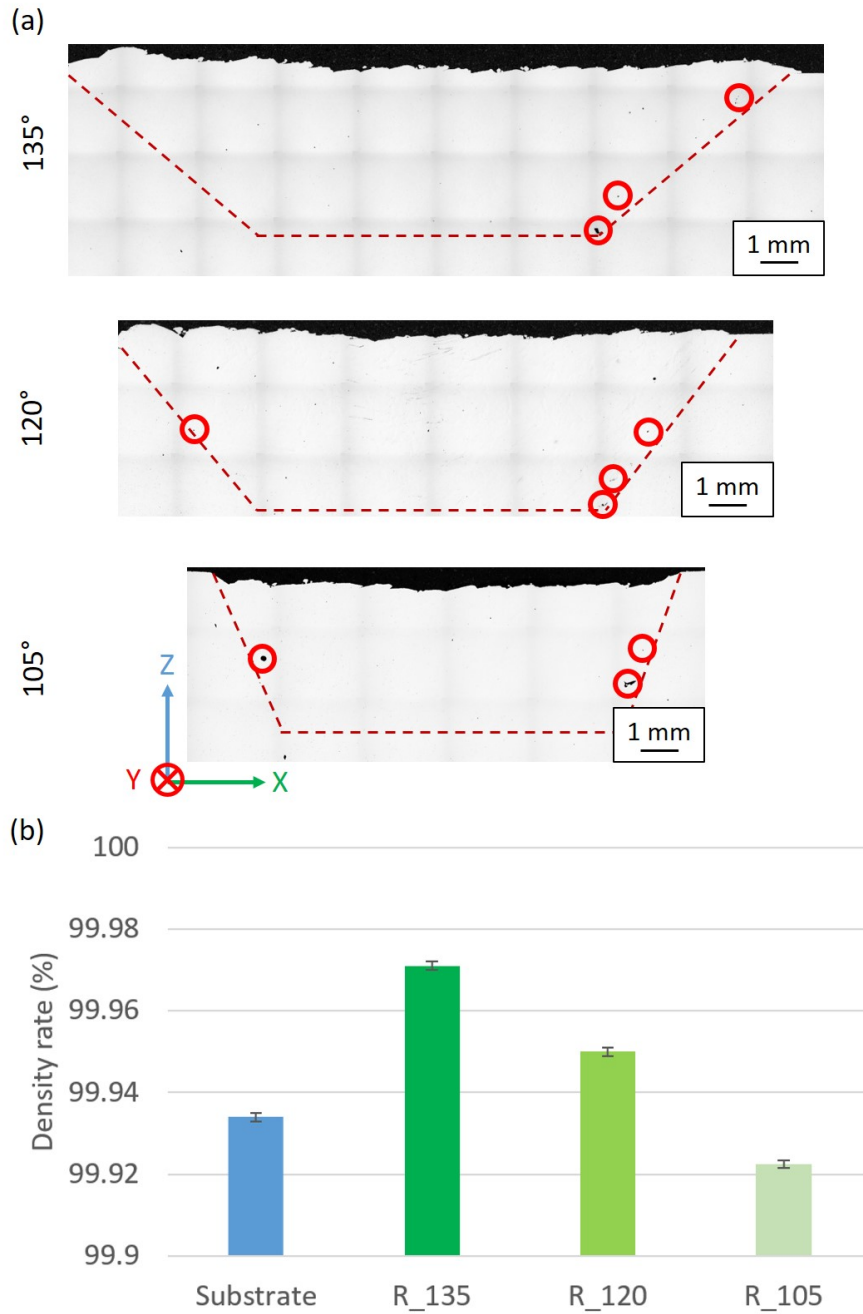 (a)
135°
1 mm
120°
1 mm
105°
1 mm
Z
Y
X
(b)
Density rate (%)
100
99.98
99.96
99.94
99.92
99.9
Substrate
R_135
R_120
R_105